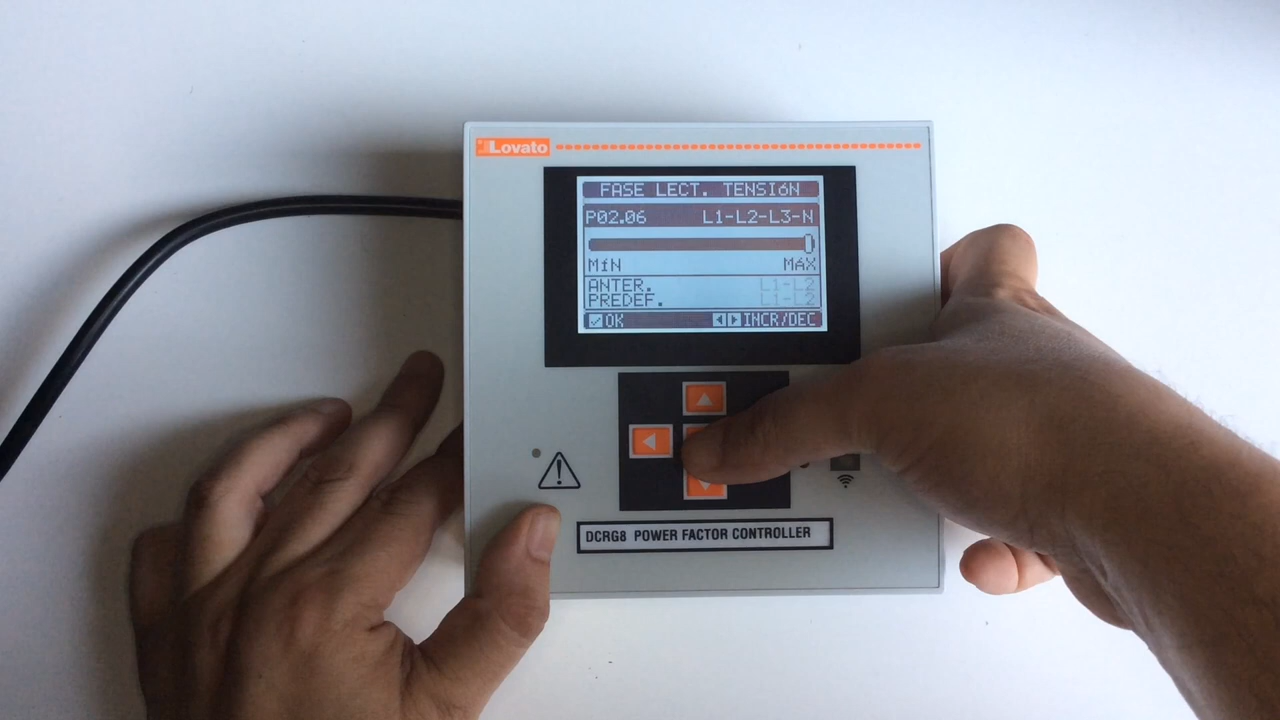 Lovato
FASE LECT. TENSIóN
P02.06 L1-L2-L3-N
MíN MÁX
ANTER. L1-L2
PREDEF. L1-L2
OK INCR/DEC
DCRG8 POWER FACTOR CONTROLLER